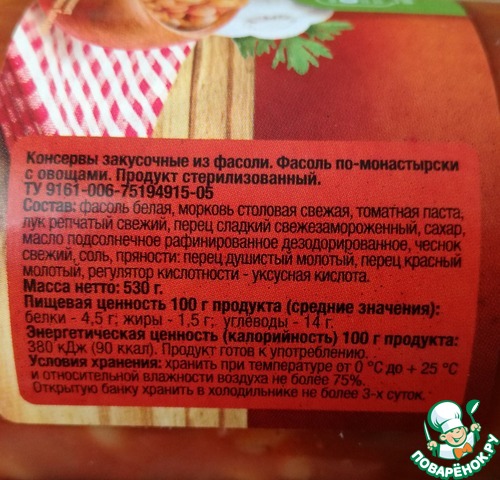 Консервы закусочные из фасоли. Фасоль по-монастырски
с овощами. Продукт стерилизованный.
ТУ 9161-006-75194915-05
Состав: фасоль белая, морковь столовая свежая, томатная паста,
лук репчатый свежий, перец сладкий свежезамороженный, сахар,
масло подсолнечное рафинированное дезодорированное, чеснок
свежий, соль, пряности: перец душистый молотый, перец красный
молотый, регулятор кислотности - уксусная кислота.
Масса нетто: 530 г.
Пищевая ценность 100 г продукта (средние значения):
белки - 4,5 г; жиры - 1,5 г; углеводы - 14 г.
Энергетическая ценность (калорийность) 100 г продукта:
380 кДж (90 ккал). Продукт готов к употреблению.
Условия хранения: хранить при температуре от 0 °С до + 25 °С
и относительной влажности воздуха не более 75%.
Открытую банку хранить в холодильнике не более 3-х суток.
ПОВАРЁНОК.РУ